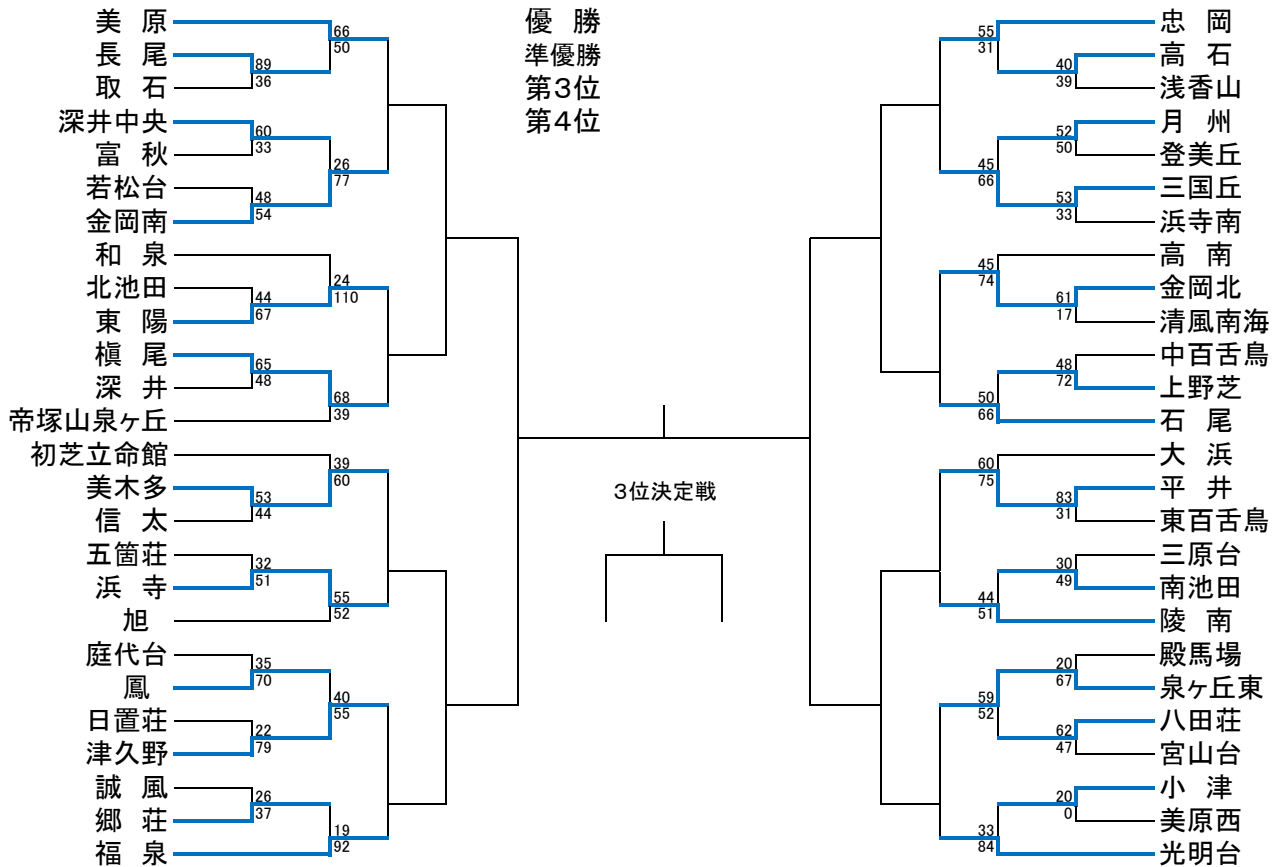 美 原
66
50
長 尾
89
36
取 石
深井中央
60
33
富 秋
26
77
若松台
48
54
金岡南
和 泉
24
110
北池田
44
67
東 陽
槇 尾
65
48
深 井
68
39
帝塚山泉ヶ丘
初芝立命館
39
60
美木多
53
44
信 太
五箇荘
32
51
浜 寺
55
52
旭
庭代台
35
70
鳳
40
55
日置荘
22
79
津久野
誠 風
26
37
郷 荘
19
92
福 泉
優 勝
準優勝
第3位
第4位
3位決定戦
忠 岡
55
31
高 石
40
39
浅香山
月 州
52
50
登美丘
45
66
三国丘
53
33
浜寺南
高 南
45
74
金岡北
61
17
清風南海
中百舌鳥
48
72
上野芝
50
66
石 尾
大 浜
60
75
平 井
83
31
東百舌鳥
三原台
30
49
南池田
44
51
陵 南
殿馬場
20
67
泉ヶ丘東
59
52
八田荘
62
47
宮山台
小 津
20
0
美原西
33
84
光明台